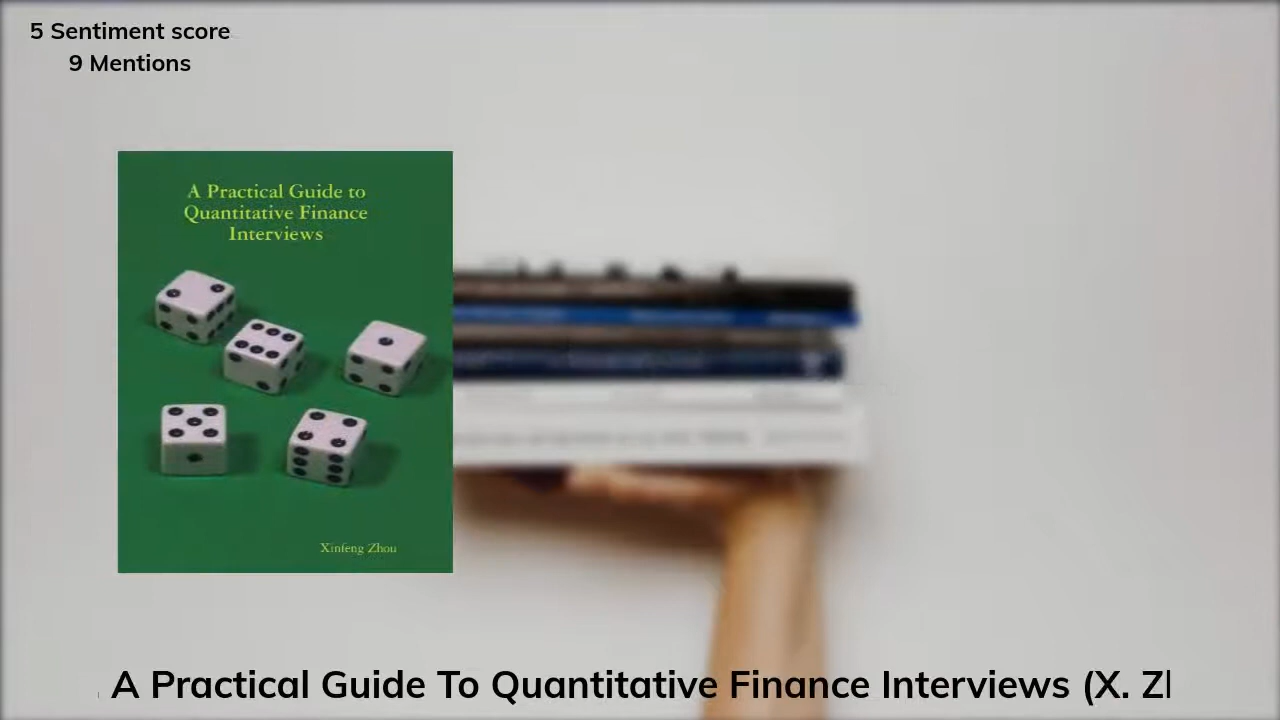 5 Sentiment score
9 Mentions
A Practical Guide to
Quantitative Finance
Interviews
Xinfeng Zhou
A Practical Guide To Quantitative Finance Interviews (X.